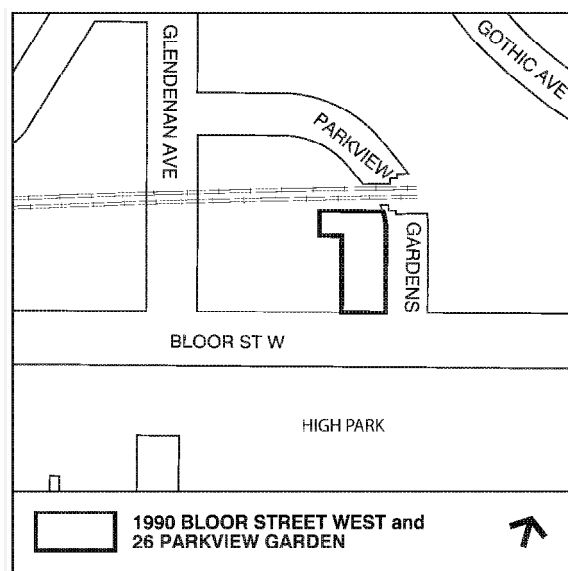 GOTHIC AVE
GLENDENAN AVE
PARKVIEW
GARDENS
BLOOR ST W
HIGH PARK
1990 BLOOR STREET WEST and
26 PARKVIEW GARDEN